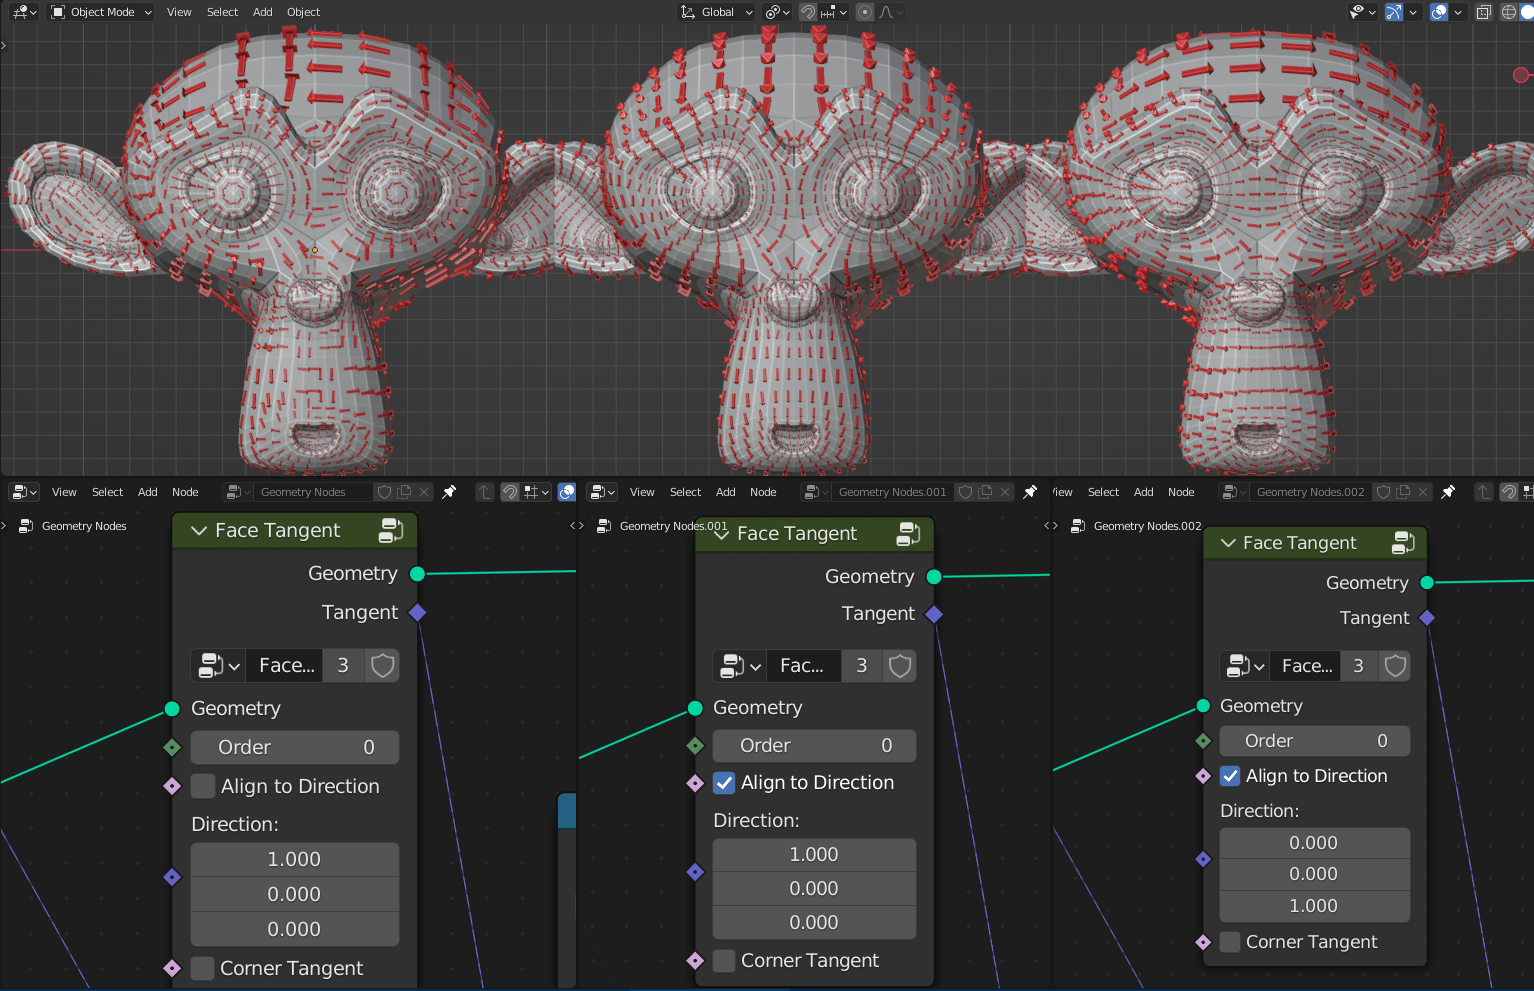 Object Mode View Select Add Object Global
View Select Add Node Geometry Nodes
Geometry Nodes
Face Tangent
Geometry
Tangent
Face... 3
Geometry
Order 0
Align to Direction
Direction:
1.000
0.000
0.000
Corner Tangent
View Select Add Node Geometry Nodes.001
Geometry Nodes.001
Face Tangent
Geometry
Tangent
Fac... 3
Geometry
Order 0
Align to Direction
Direction:
1.000
0.000
0.000
Corner Tangent
View Select Add Node Geometry Nodes.002
Geometry Nodes.002
Face Tangent
Geometry
Tangent
Face... 3
Geometry
Order 0
Align to Direction
Direction:
0.000
0.000
1.000
Corner Tangent